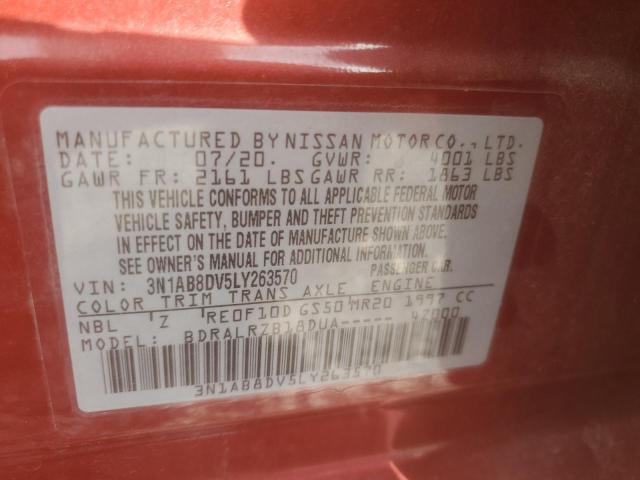 MANUFACTURED BY NISSAN MOTOR CO., LTD.
DATE: 07/20. GVWR: 4001 LBS
GAWR FR: 2161 LBS GAWR RR: 1863 LBS
THIS VEHICLE CONFORMS TO ALL APPLICABLE FEDERAL MOTOR
VEHICLE SAFETY, BUMPER AND THEFT PREVENTION STANDARDS
IN EFFECT ON THE DATE OF MANUFACTURE SHOWN ABOVE.
SEE OWNER'S MANUAL FOR ADDITIONAL INFORMATION.
VIN: 3N1AB8DV5LY263570 PASSENGER CAR
COLOR TRIM TRANS AXLE ENGINE
NBL Z RE0F10D GS50 MR20 1997 CC
MODEL: BDRALRZB18DUA----- 4Z000
3N1AB8DV5LY263570